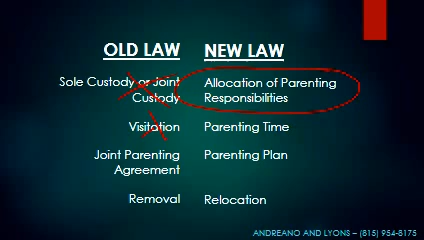 OLD LAW
NEW LAW
Sole Custody or Joint
Custody
Allocation of Parenting
Responsibilities
Visitation
Parenting Time
Joint Parenting
Agreement
Parenting Plan
Removal
Relocation
ANDREANO AND LYONS – (815) 954-8175